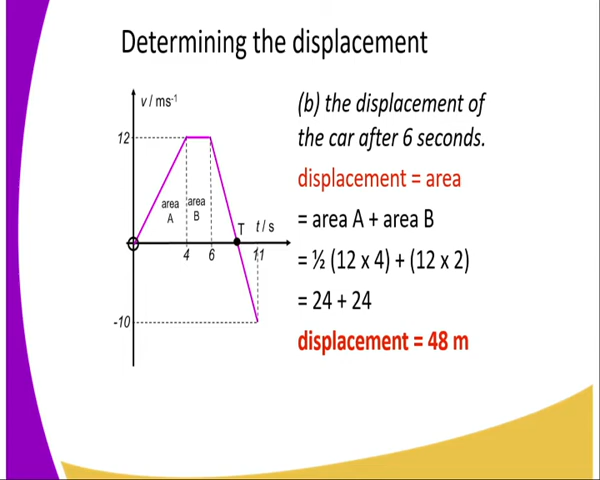 Determining the displacement
v / ms⁻¹
12
area A
area B
T t / s
4 6 11
-10
(b) the displacement of
the car after 6 seconds.
displacement = area
= area A + area B
= ½ (12 x 4) + (12 x 2)
= 24 + 24
displacement = 48 m